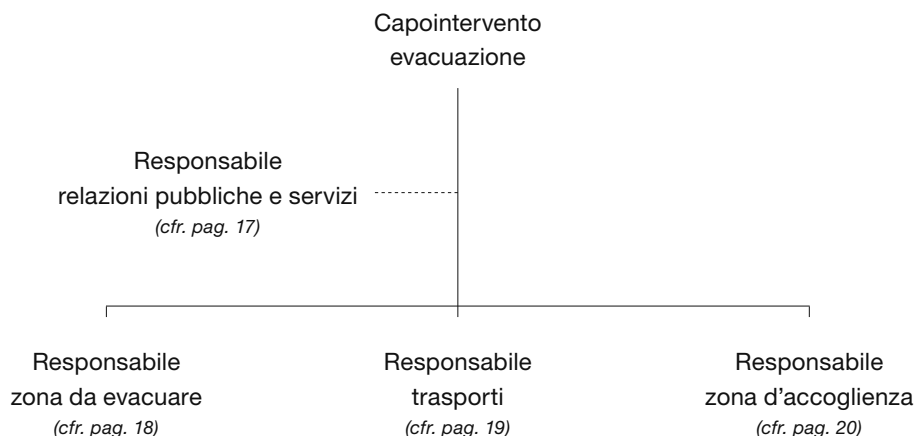 Capointervento
evacuazione
Responsabile
relazioni pubbliche e servizi
(cfr. pag. 17)
Responsabile
zona da evacuare
(cfr. pag. 18)
Responsabile
trasporti
(cfr. pag. 19)
Responsabile
zona d'accoglienza
(cfr. pag. 20)